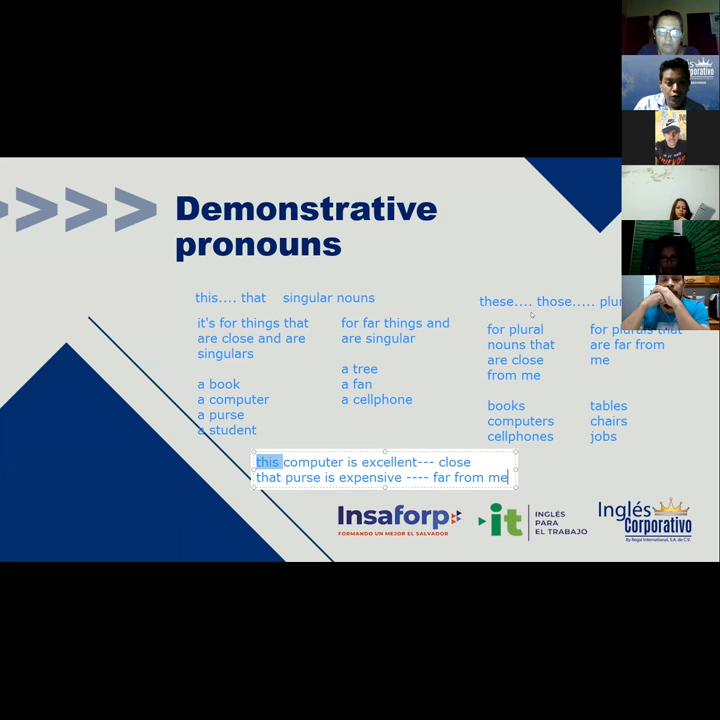 Demonstrative
pronouns
this.... that singular nouns
it's for things that
are close and are
singulars
a book
a computer
a purse
a student
for far things and
are singular
a tree
a fan
a cellphone
these.... those.....
for plural
nouns that
are close
from me
books
computers
cellphones
for plurals that
are far from
me
tables
chairs
jobs
this computer is excellent--- close
that purse is expensive ---- far from me
Insaforp
FORMANDO UN MEJOR EL SALVADOR
it
INGLÉS
PARA
EL TRABAJO
Inglés
Corporativo
By Regal International, S.A. de C.V.